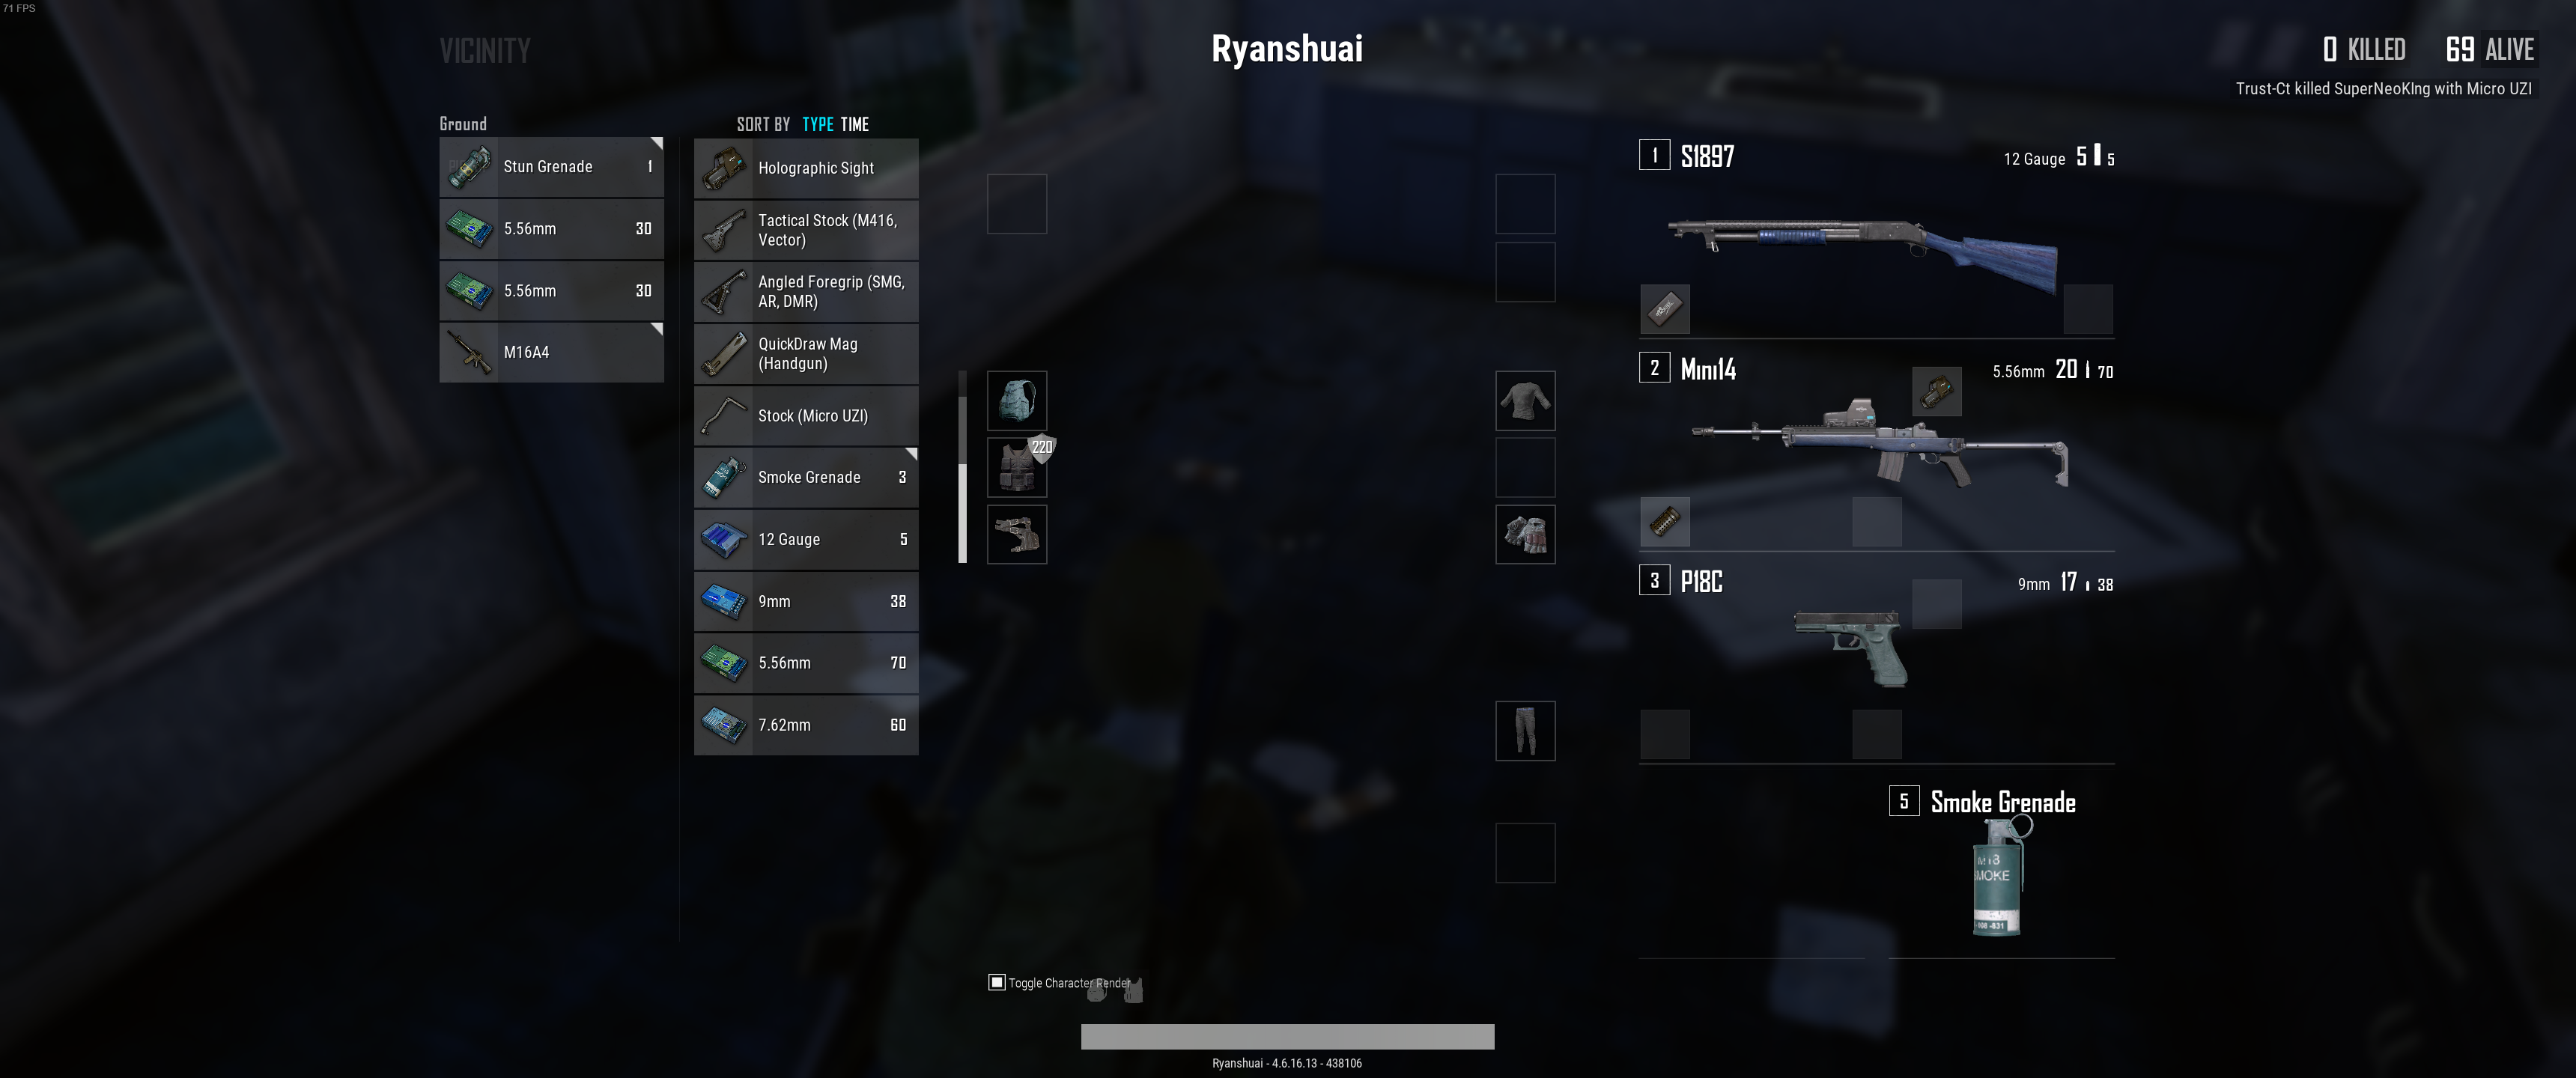 71 FPS
VICINITY
Ryanshuai
0 KILLED 69 ALIVE
Trust-Ct killed SuperNeoKIng with Micro UZI
Ground
Stun Grenade 1
5.56mm 30
5.56mm 30
M16A4
SORT BY TYPE TIME
Holographic Sight
Tactical Stock (M416,
Vector)
Angled Foregrip (SMG,
AR, DMR)
QuickDraw Mag
(Handgun)
Stock (Micro UZI)
Smoke Grenade 3
12 Gauge 5
9mm 38
5.56mm 70
7.62mm 60
220
1 S1897 12 Gauge 5 5
2 Mini14 5.56mm 20 70
3 P18C 9mm 17 38
5 Smoke Grenade
M18
SMOKE
Toggle Character Render
Ryanshuai - 4.6.16.13 - 438106